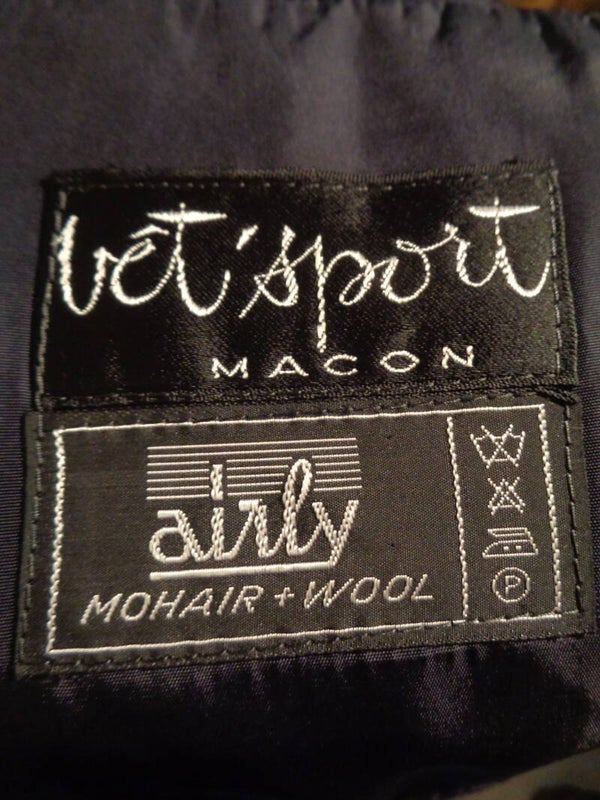 vêt'sport
MACON
airly
MOHAIR + WOOL
P